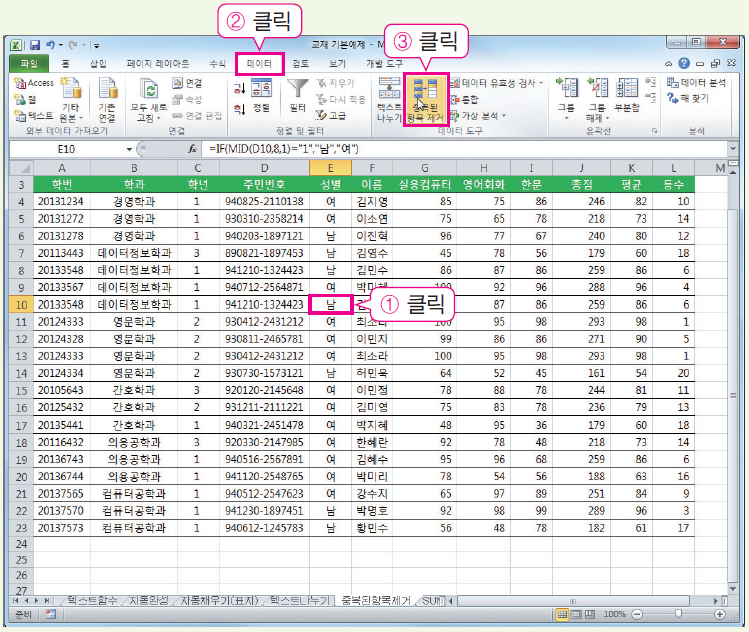 ② 클릭
교재 기본예제 - M
③ 클릭
파일 홈 삽입 페이지 레이아웃 수식 데이터 검토 보기 개발 도구
Access 웹 텍스트 기타 원본 기존 연결 모두 새로 고침 연결 속성 연결 편집 정렬 필터 지우기 다시 적용 고급 텍스트 나누기 중복된 항목 제거 데이터 유효성 검사 통합 가상 분석 그룹 그룹 해제 부분합 데이터 분석 해 찾기
외부 데이터 가져오기 연결 정렬 및 필터 데이터 도구 윤곽선 분석
E10 fx =IF(MID(D10,8,1)="1","남","여")
A B C D E F G H I J K L M
3 학번 학과 학년 주민번호 성별 이름 실용컴퓨터 영어회화 한문 총점 평균 등수
4 20131234 경영학과 1 940825-2110138 여 김지영 85 75 86 246 82 10
5 20131272 경영학과 1 930310-2358214 여 이소연 75 65 78 218 73 14
6 20131278 경영학과 1 940203-1897121 남 이진혁 96 77 67 240 80 12
7 20113443 데이터정보학과 3 890821-1897453 남 김영수 45 78 56 179 60 18
8 20133548 데이터정보학과 1 941210-1324423 남 김민수 86 87 86 259 86 6
9 20133567 데이터정보학과 1 940712-2564871 여 100 92 96 288 96 4
10 20133548 데이터정보학과 1 941210-1324423 남 87 86 259 86 6
① 클릭
11 20124333 영문학과 2 930412-2431212 여 최소라 100 95 98 293 98 1
12 20124328 영문학과 2 930811-2465781 여 이민지 99 86 86 271 90 5
13 20124333 영문학과 2 930412-2431212 여 최소라 100 95 98 293 98 1
14 20124334 영문학과 2 930730-1573121 남 허민욱 64 52 45 161 54 20
15 20105643 간호학과 3 920120-2145648 여 이민정 78 88 78 244 81 11
16 20125432 간호학과 2 931211-2111221 여 김미영 75 83 78 236 79 13
17 20135441 간호학과 1 940321-2451478 여 박지혜 48 95 36 179 60 18
18 20116432 의용공학과 3 920330-2147985 여 한혜란 92 78 48 218 73 14
19 20136743 의용공학과 1 940516-2567891 여 김혜수 95 96 68 259 86 6
20 20136744 의용공학과 1 941120-2548765 여 박미리 78 54 56 188 63 16
21 20137565 컴퓨터공학과 1 940512-2547623 여 강수지 65 97 89 251 84 9
22 20137570 컴퓨터공학과 1 941230-1897451 남 박명호 92 98 99 289 96 3
23 20137573 컴퓨터공학과 1 940612-1245783 남 황민수 56 48 78 182 61 17
24
25
26
27
텍스트함수 자동완성 자동채우기(표지) 텍스트나누기 중복된항목제거 SUM
준비 100%